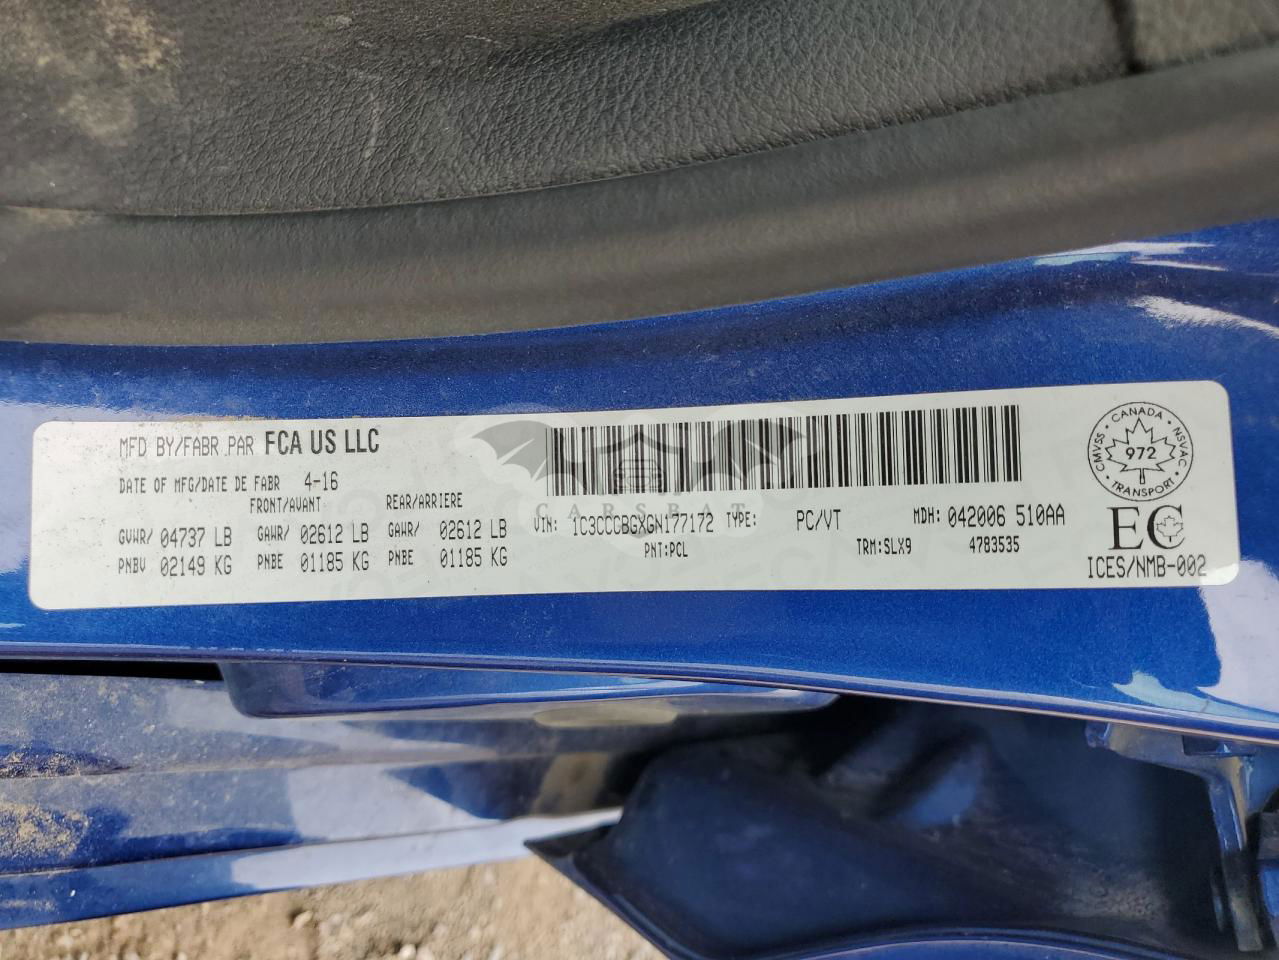 MFD BY/FABR PAR FCA US LLC
DATE OF MFG/DATE DE FABR 4-16
FRONT/AVANT REAR/ARRIERE
GVWR/ 04737 LB GAWR/ 02612 LB GAWR/ 02612 LB
PNBV 02149 KG PNBE 01185 KG PNBE 01185 KG
CARSBAT
VIN: 1C3CCCBGXGN177172 TYPE: PC/VT MDH: 042006 510AA
PNT:PCL TRM:SLX9 4783535
CANADA
CMVSS · NSVAC
972
TRANSPORT
EC
ICES/NMB-002